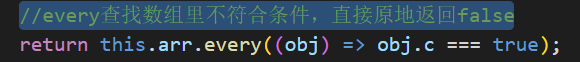 //every查找数组里不符合条件，直接原地返回false
return this.arr.every((obj) => obj.c === true);